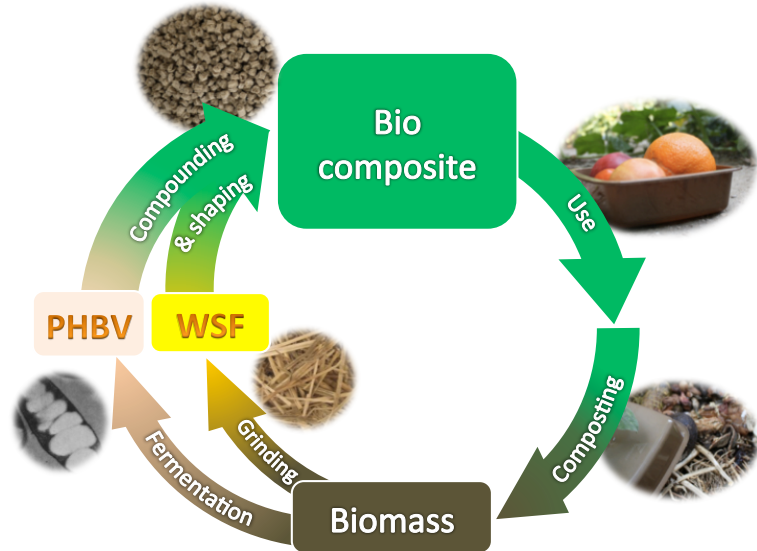 Bio
composite
Compounding
& shaping
Use
PHBV
WSF
Composting
Grinding
Fermentation
Biomass